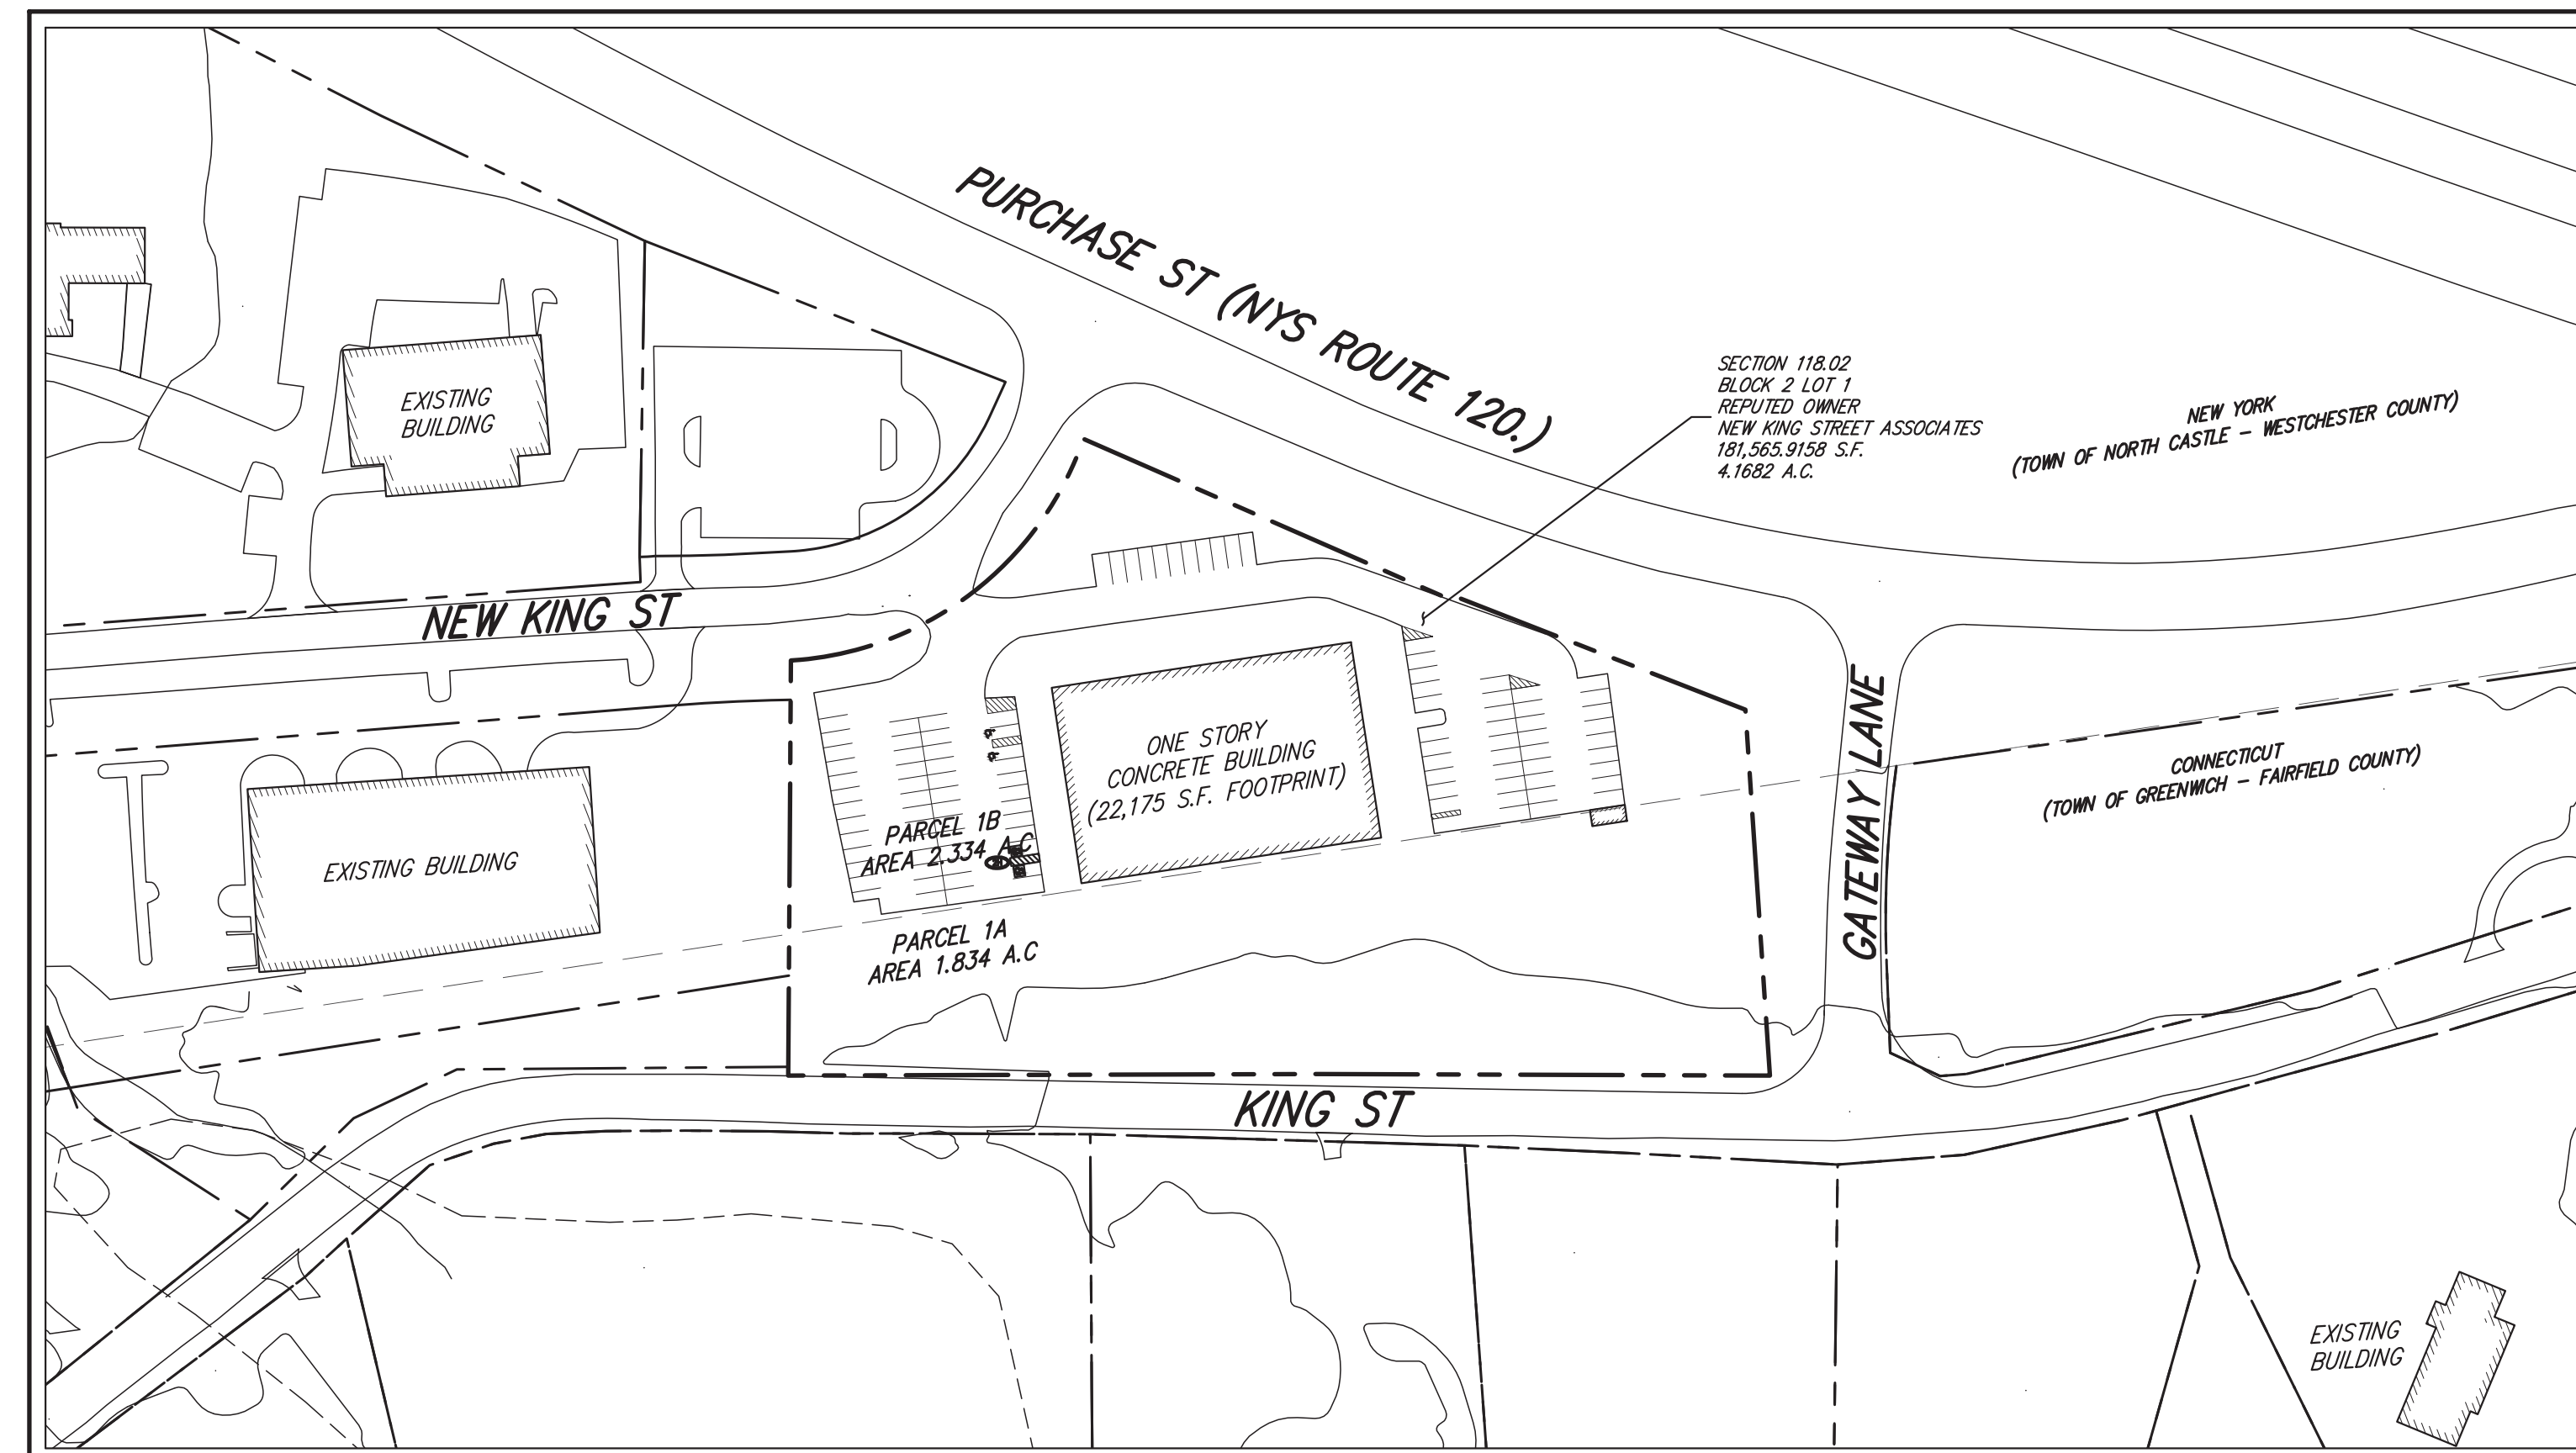 PURCHASE ST (NYS ROUTE 120.)
SECTION 118.02
BLOCK 2 LOT 1
REPUTED OWNER
NEW KING STREET ASSOCIATES
181,565.9158 S.F.
4.1682 A.C.
NEW YORK
(TOWN OF NORTH CASTLE - WESTCHESTER COUNTY)
EXISTING
BUILDING
NEW KING ST
ONE STORY
CONCRETE BUILDING
(22,175 S.F. FOOTPRINT)
GATEWAY LANE
CONNECTICUT
(TOWN OF GREENWICH - FAIRFIELD COUNTY)
EXISTING BUILDING
PARCEL 1B
AREA 2.334 A.C
PARCEL 1A
AREA 1.834 A.C
KING ST
EXISTING
BUILDING